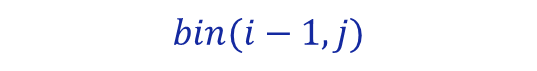 bin(i − 1, j)